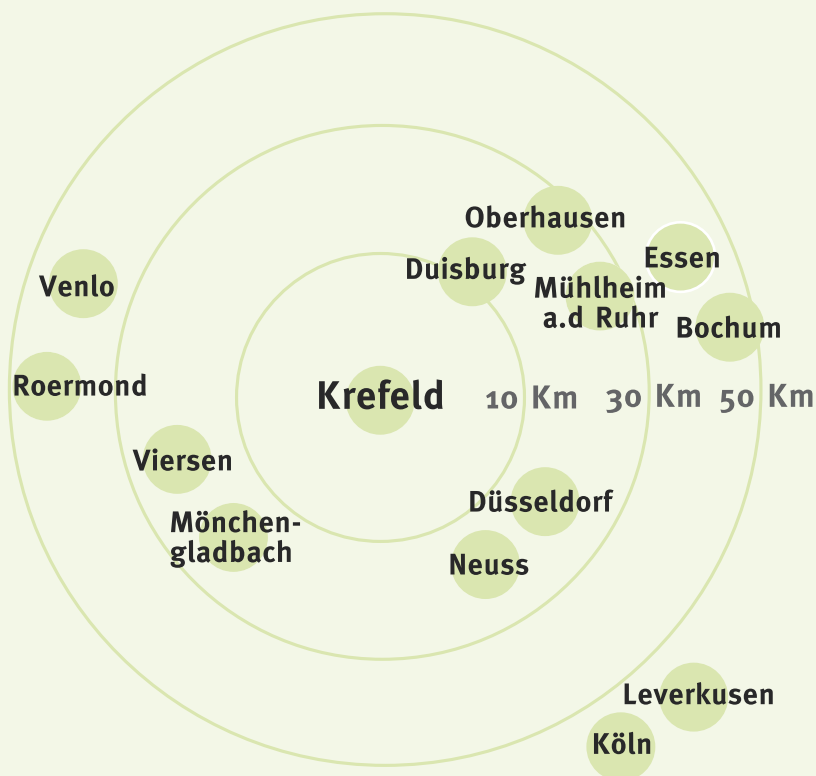 Oberhausen
Essen
Duisburg
Venlo
Mühlheim
a.d Ruhr
Bochum
Roermond
Krefeld
10 Km
30 Km
50 Km
Viersen
Düsseldorf
Mönchen-
gladbach
Neuss
Leverkusen
Köln